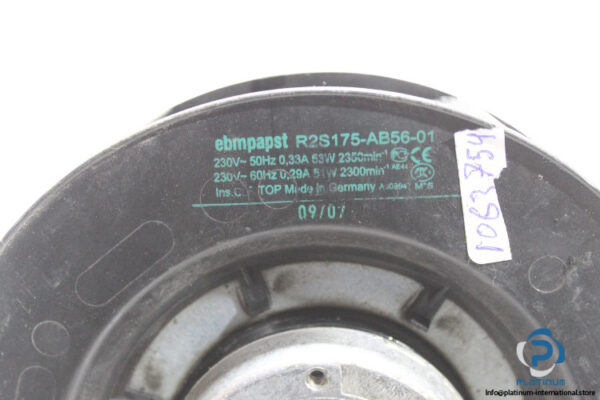 ebmpapst R2S175-AB56-01
230V~ 50Hz 0,33A 53W 2350min⁻¹ CE
230V~ 60Hz 0,29A 51W 2300min⁻¹
Ins. TOP Made in Germany
09/07
1063754
PLATINUM
Info@platinum-international.store